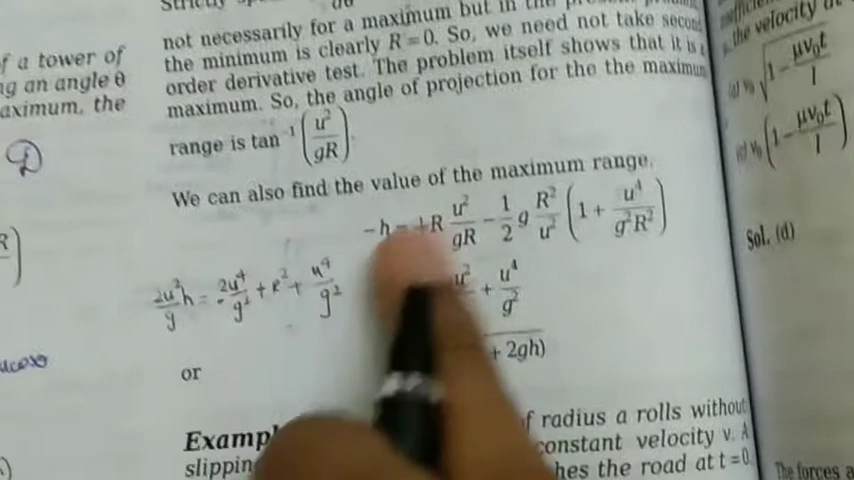 f a tower of
ng an angle θ
aximum, the
D
R
ucosθ
not necessarily for a maximum but in the
the minimum is clearly R = 0. So, we need not take second
order derivative test. The problem itself shows that it is a
maximum. So, the angle of projection for the the maximum
range is tan⁻¹(u²/gR).
We can also find the value of the maximum range.
-h = +R u²/gR - 1/2 g R²/u² (1 + u⁴/g²R²)
2u²h/g = -2u⁴/g² + R² + u⁴/g²
u² + u⁴/g²
+ 2gh)
or
Examp
f radius a rolls without
slippin
constant velocity v. A
hes the road at t = 0
the velocity at
(a) v₀ √(1 - μv₀t/l)
(c) v₀ (1 - μv₀t/l)
Sol. (d)
The forces a